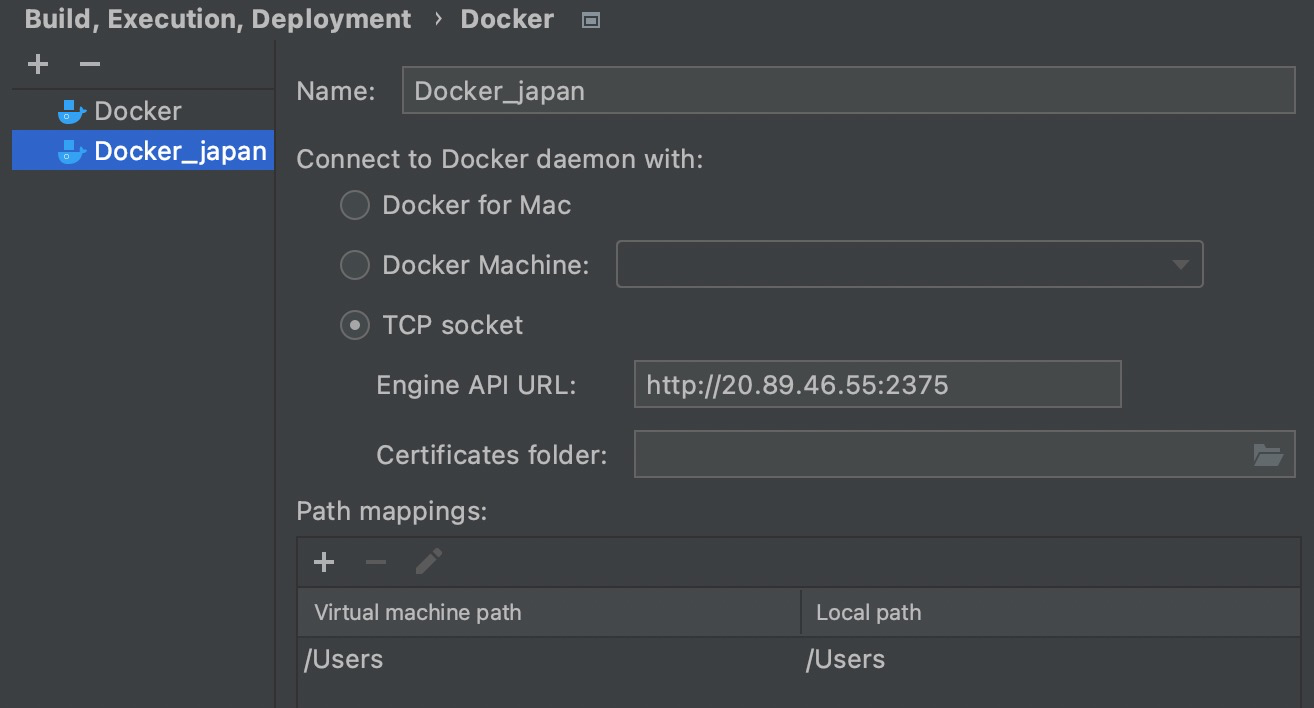 Build, Execution, Deployment › Docker
Docker
Docker_japan
Name: Docker_japan
Connect to Docker daemon with:
Docker for Mac
Docker Machine:
TCP socket
Engine API URL: http://20.89.46.55:2375
Certificates folder:
Path mappings:
Virtual machine path Local path
/Users /Users